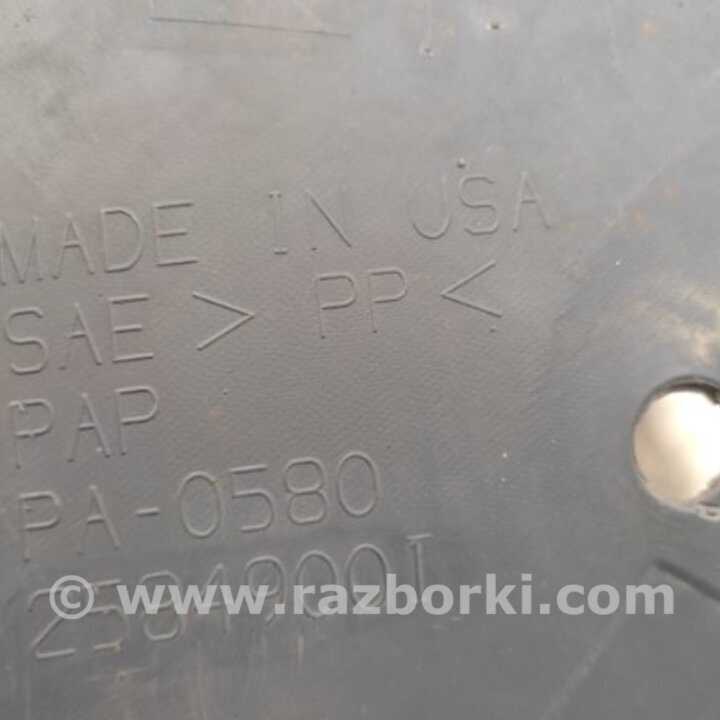 MADE IN USA
SAE > PP <
PAP
PA-0580
© www.razborki.com